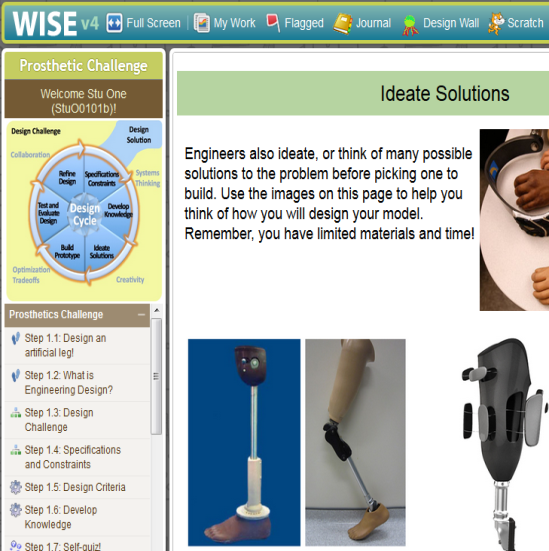 WISE v4 Full Screen My Work Flagged Journal Design Wall Scratch
Prosthetic Challenge
Welcome Stu One
(StuO0101b)!
Design Challenge
Design
Solution
Collaboration
Systems
Thinking
Refine
Design
Specifications
Constraints
Test and
Evaluate
Design
Design
Cycle
Develop
Knowledge
Build
Prototype
Ideate
Solutions
Optimization
Tradeoffs
Creativity
Prosthetics Challenge
Step 1.1: Design an
artificial leg!
Step 1.2: What is
Engineering Design?
Step 1.3: Design
Challenge
Step 1.4: Specifications
and Constraints
Step 1.5: Design Criteria
Step 1.6: Develop
Knowledge
Step 1.7: Self-quiz!
Ideate Solutions
Engineers also ideate, or think of many possible
solutions to the problem before picking one to
build. Use the images on this page to help you
think of how you will design your model.
Remember, you have limited materials and time!